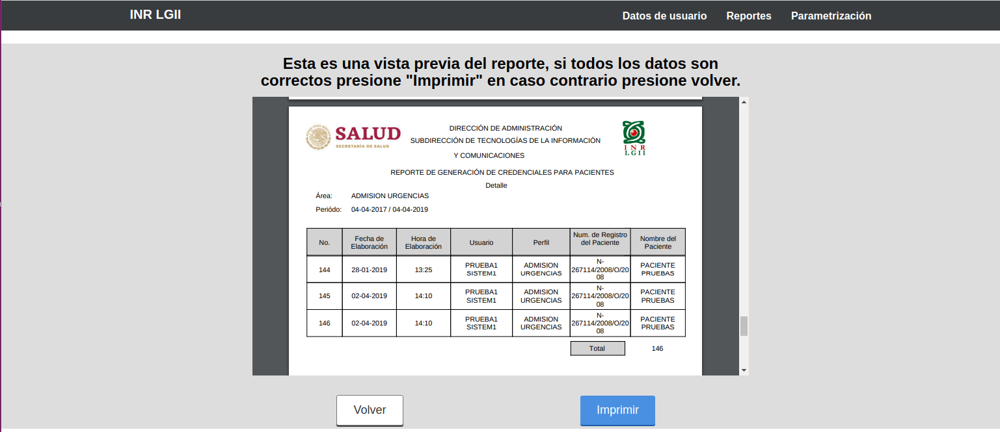 INR LGII
Datos de usuario Reportes Parametrización
Esta es una vista previa del reporte, si todos los datos son
correctos presione "Imprimir" en caso contrario presione volver.
SALUD
SECRETARÍA DE SALUD
DIRECCIÓN DE ADMINISTRACIÓN
SUBDIRECCIÓN DE TECNOLOGÍAS DE LA INFORMACIÓN
Y COMUNICACIONES
INR
LGII
REPORTE DE GENERACIÓN DE CREDENCIALES PARA PACIENTES
Detalle
Área: ADMISION URGENCIAS
Periódo: 04-04-2017 / 04-04-2019
No.
Fecha de
Elaboración
Hora de
Elaboración
Usuario
Perfil
Num. de Registro
del Paciente
Nombre del
Paciente
144
28-01-2019
13:25
PRUEBA1
SISTEM1
ADMISION
URGENCIAS
N-
267114/2008/O/20
08
PACIENTE
PRUEBAS
145
02-04-2019
14:10
PRUEBA1
SISTEM1
ADMISION
URGENCIAS
N-
267114/2008/O/20
08
PACIENTE
PRUEBAS
146
02-04-2019
14:10
PRUEBA1
SISTEM1
ADMISION
URGENCIAS
N-
267114/2008/O/20
08
PACIENTE
PRUEBAS
Total 146
Volver Imprimir